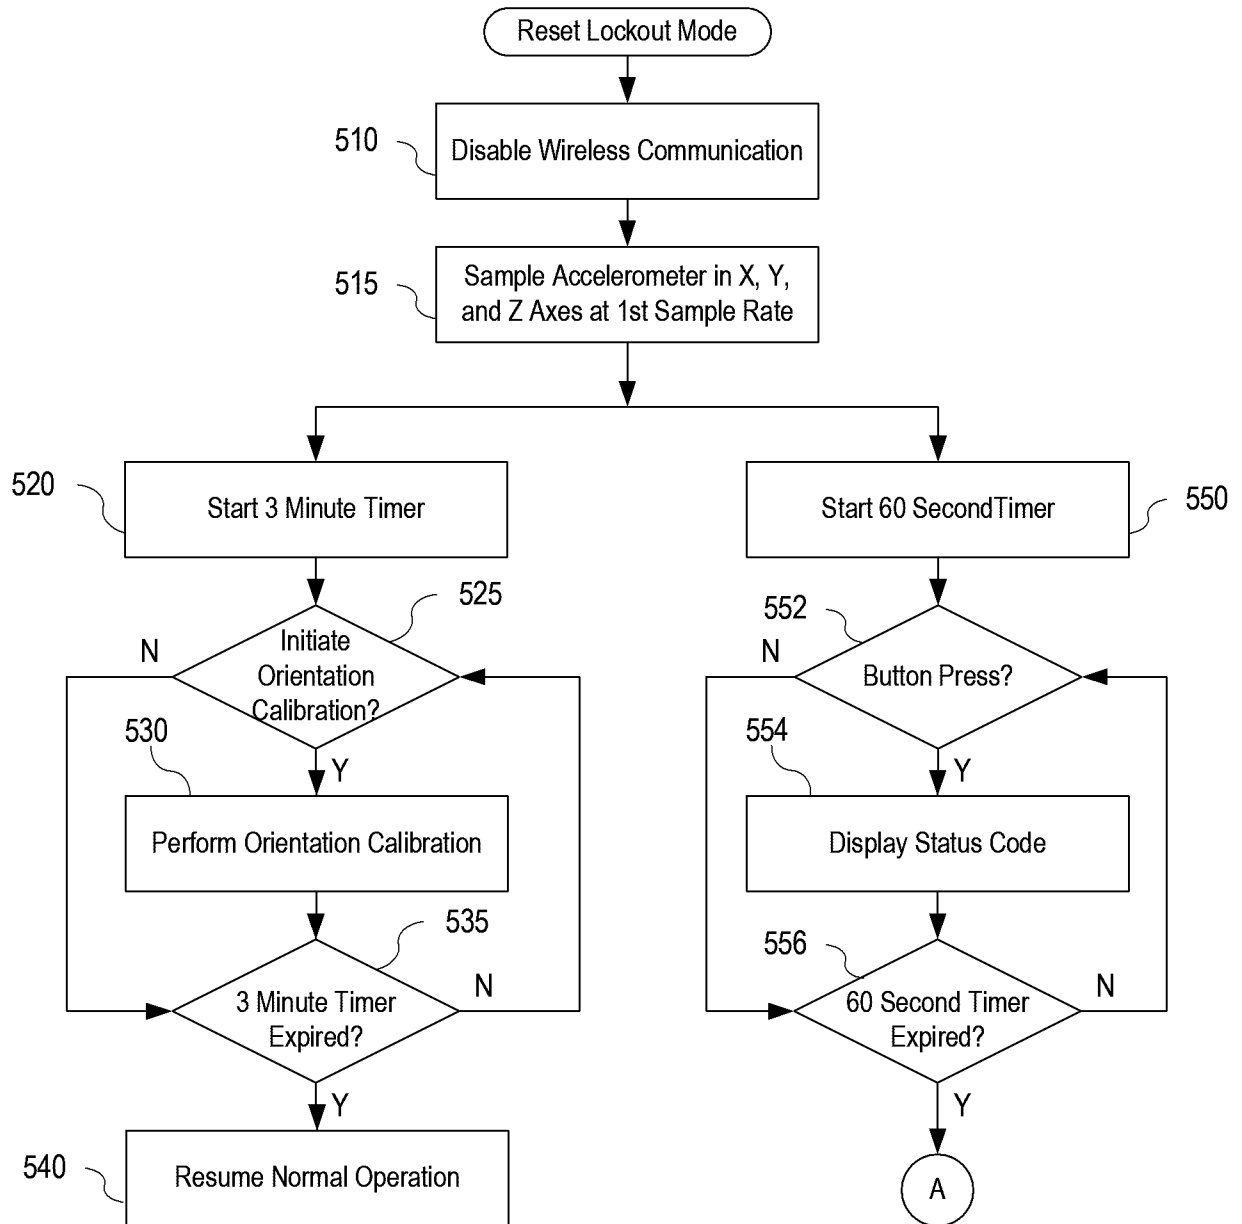 Reset Lockout Mode
510
Disable Wireless Communication
515
Sample Accelerometer in X, Y,
and Z Axes at 1st Sample Rate
520
Start 3 Minute Timer
525
Initiate
Orientation
Calibration?
N
Y
530
Perform Orientation Calibration
535
3 Minute Timer
Expired?
N
Y
540
Resume Normal Operation
Start 60 SecondTimer
550
552
Button Press?
N
Y
554
Display Status Code
556
60 Second Timer
Expired?
N
Y
A